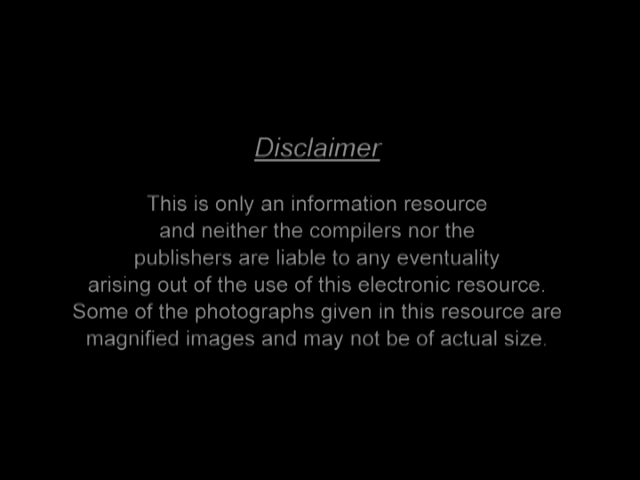 Disclaimer
This is only an information resource
and neither the compilers nor the
publishers are liable to any eventuality
arising out of the use of this electronic resource.
Some of the photographs given in this resource are
magnified images and may not be of actual size.